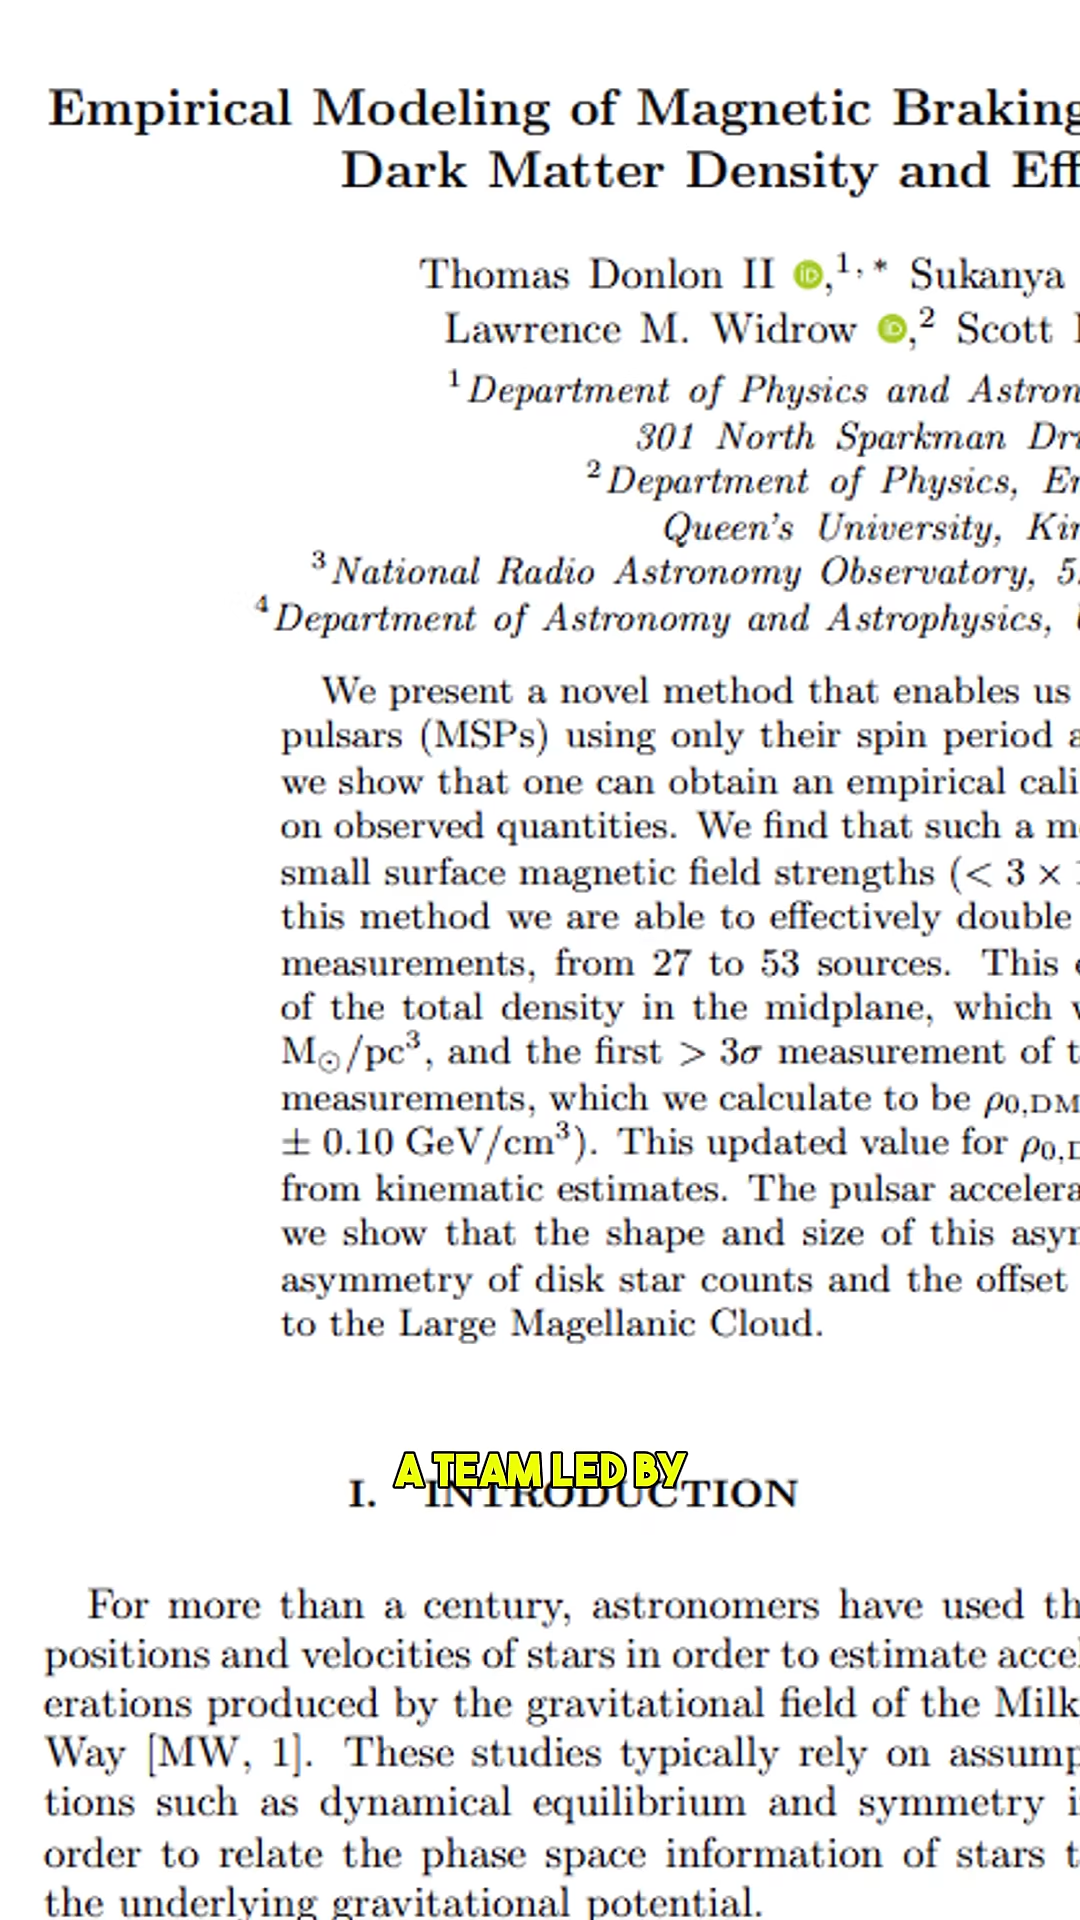 Empirical Modeling of Magnetic Braking
Dark Matter Density and Eff
Thomas Donlon II iD,1,* Sukanya
Lawrence M. Widrow iD,2 Scott
1Department of Physics and Astron
301 North Sparkman Dri
2Department of Physics, En
Queen's University, Kin
3National Radio Astronomy Observatory, 5
4Department of Astronomy and Astrophysics,
We present a novel method that enables us
pulsars (MSPs) using only their spin period a
we show that one can obtain an empirical cali
on observed quantities. We find that such a m
small surface magnetic field strengths (< 3 ×
this method we are able to effectively double
measurements, from 27 to 53 sources. This e
of the total density in the midplane, which
M⊙/pc3, and the first > 3σ measurement of t
measurements, which we calculate to be ρ0,DM
± 0.10 GeV/cm3). This updated value for ρ0,D
from kinematic estimates. The pulsar accelera
we show that the shape and size of this asym
asymmetry of disk star counts and the offset
to the Large Magellanic Cloud.
A TEAM LED BY
I. INTRODUCTION
For more than a century, astronomers have used th
positions and velocities of stars in order to estimate accel
erations produced by the gravitational field of the Milk
Way [MW, 1]. These studies typically rely on assump
tions such as dynamical equilibrium and symmetry i
order to relate the phase space information of stars t
the underlying gravitational potential.